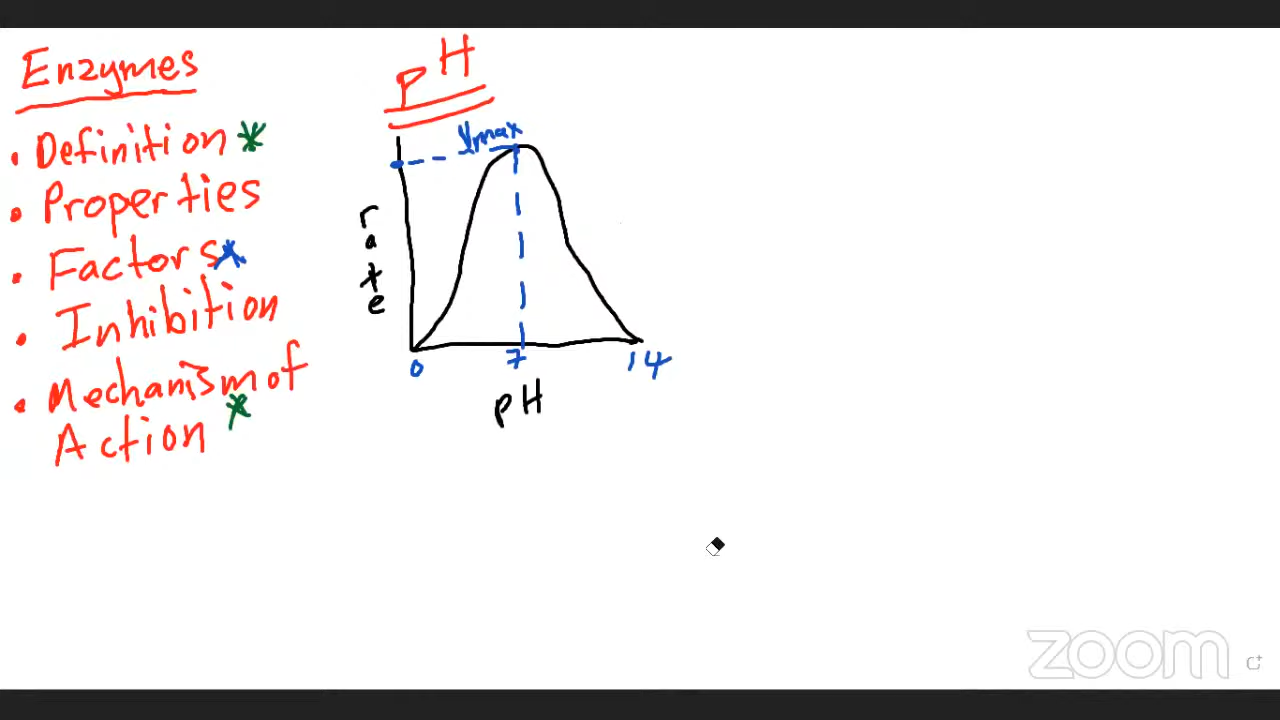 Enzymes
• Definition *
• Properties
• Factors *
• Inhibition
• Mechanism of
Action *
pH
Vmax
rate
0 7 14
pH
zoom